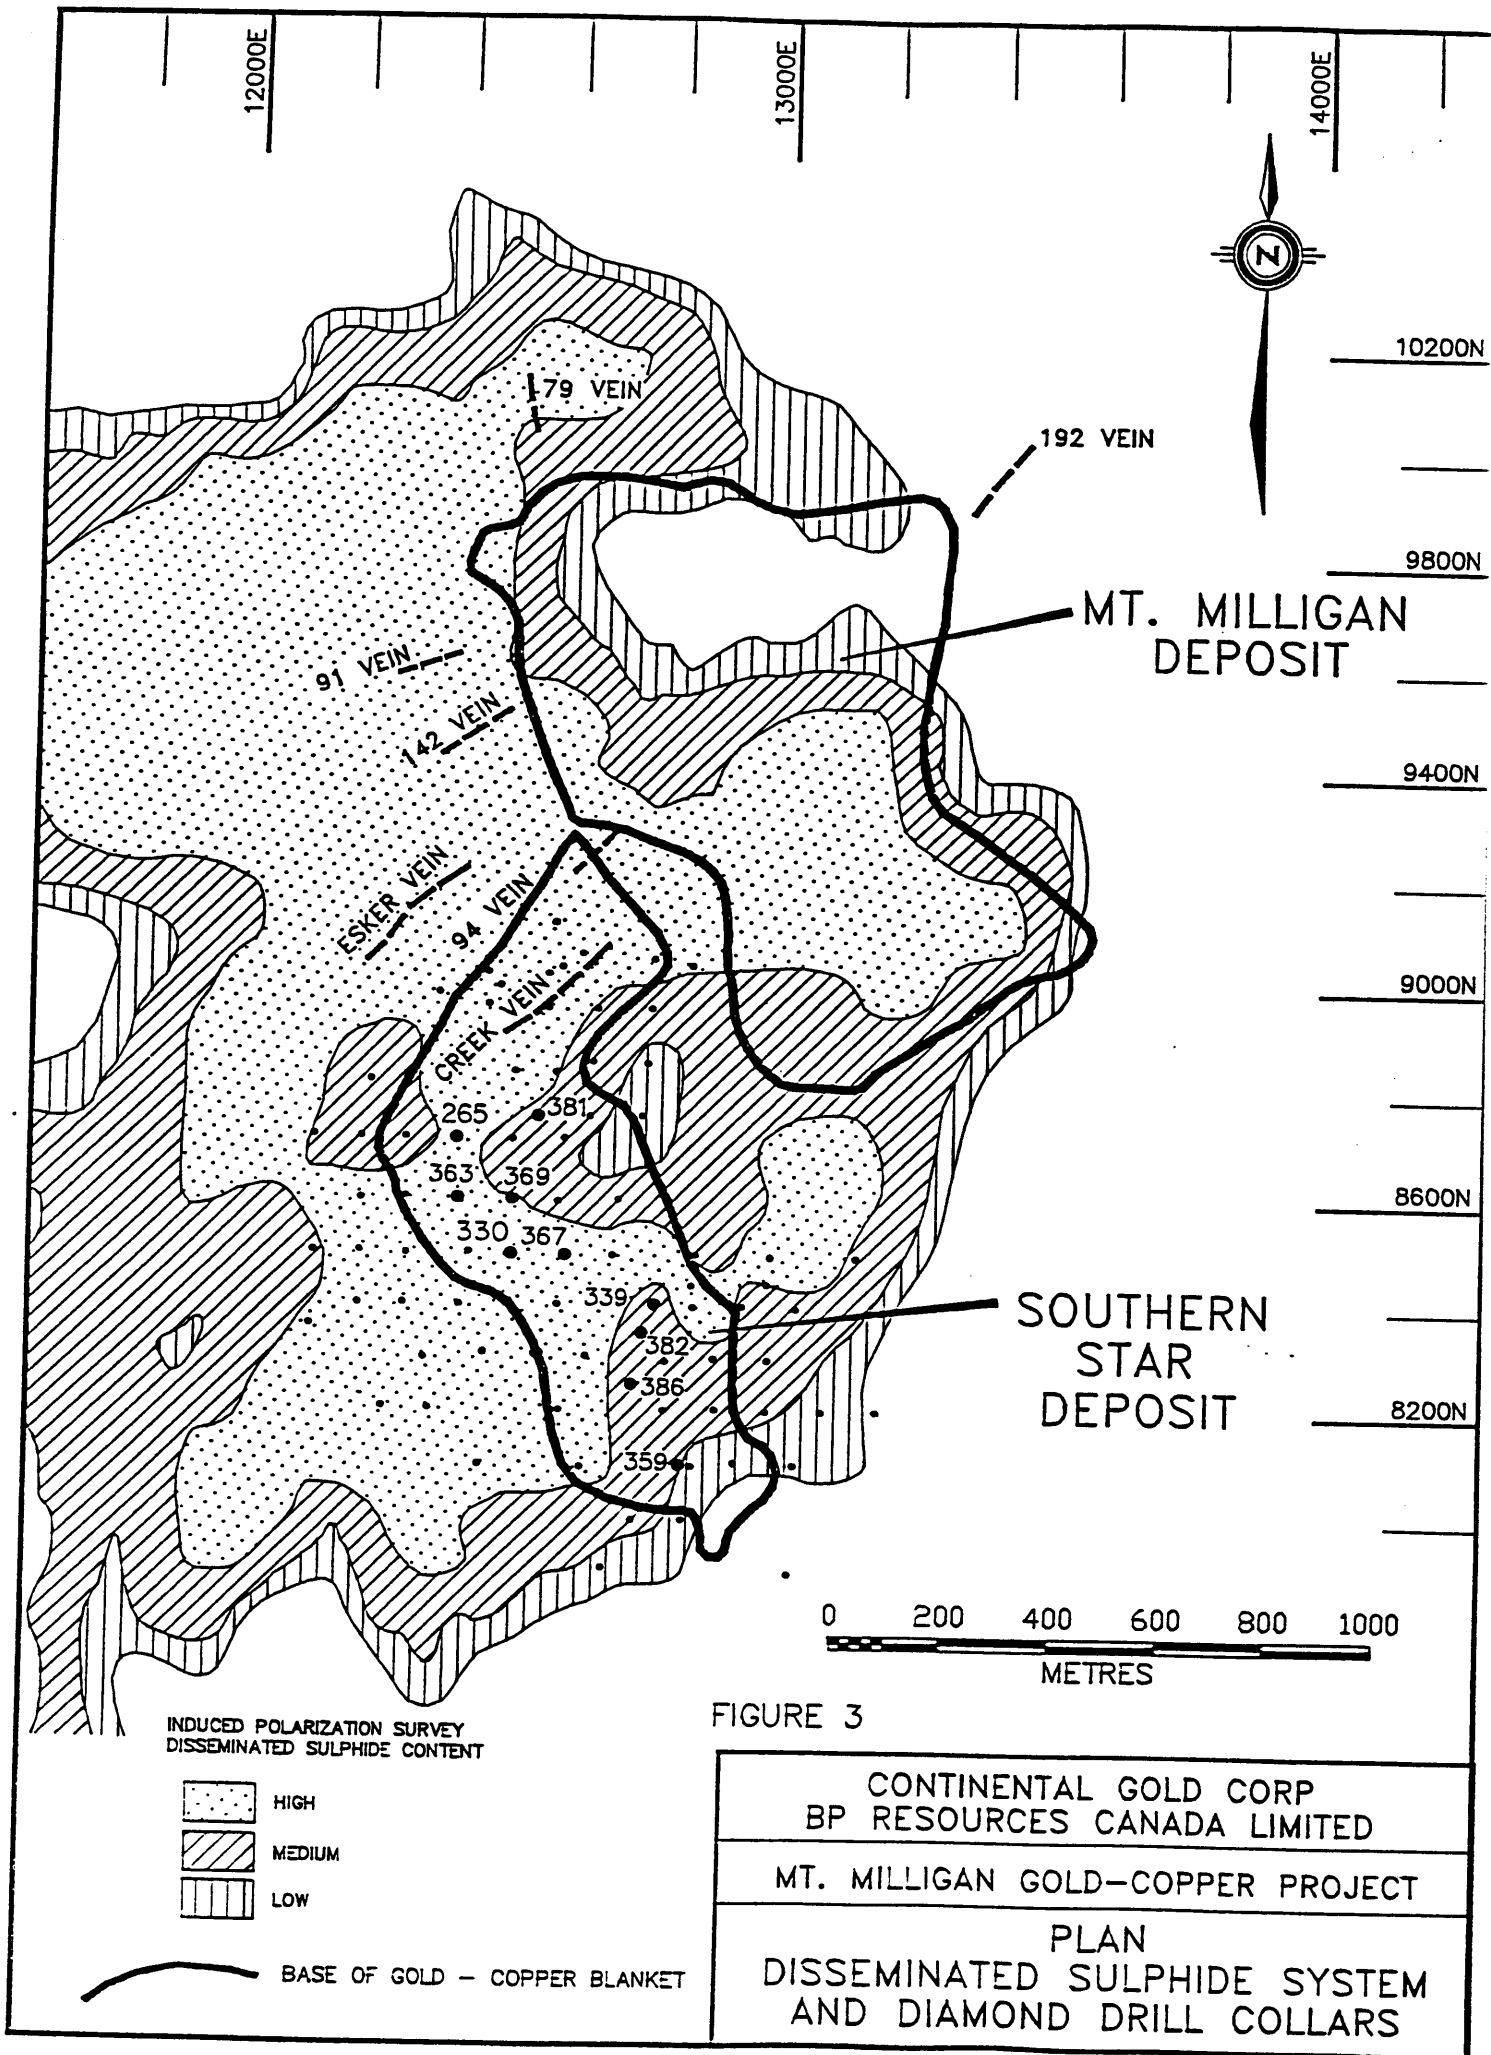 12000E
13000E
14000E
N
10200N
79 VEIN
192 VEIN
9800N
MT. MILLIGAN
DEPOSIT
91 VEIN
142 VEIN
9400N
ESKER VEIN
94 VEIN
9000N
CREEK VEIN
265
381
363
369
8600N
330
367
339
SOUTHERN
STAR
DEPOSIT
382
386
8200N
359
0 200 400 600 800 1000
METRES
FIGURE 3
INDUCED POLARIZATION SURVEY
DISSEMINATED SULPHIDE CONTENT
HIGH
MEDIUM
LOW
BASE OF GOLD - COPPER BLANKET
CONTINENTAL GOLD CORP
BP RESOURCES CANADA LIMITED
MT. MILLIGAN GOLD-COPPER PROJECT
PLAN
DISSEMINATED SULPHIDE SYSTEM
AND DIAMOND DRILL COLLARS